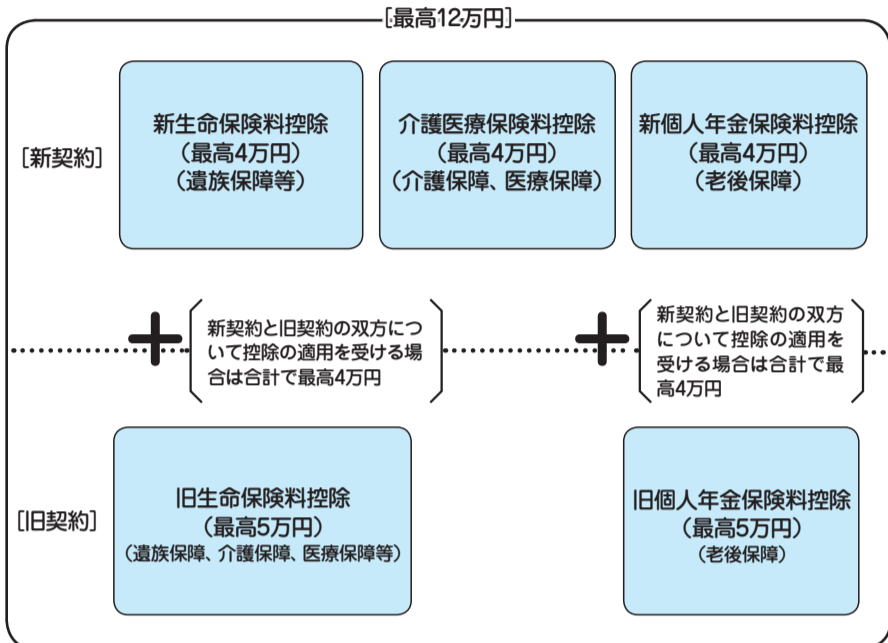 [最高12万円]
[新契約]
新生命保険料控除
(最高4万円)
(遺族保障等)
介護医療保険料控除
(最高4万円)
(介護保障、医療保障)
新個人年金保険料控除
(最高4万円)
(老後保障)
+
新契約と旧契約の双方につ
いて控除の適用を受ける場
合は合計で最高4万円
+
新契約と旧契約の双方
について控除の適用を
受ける場合は合計で最
高4万円
[旧契約]
旧生命保険料控除
(最高5万円)
(遺族保障、介護保障、医療保障等)
旧個人年金保険料控除
(最高5万円)
(老後保障)